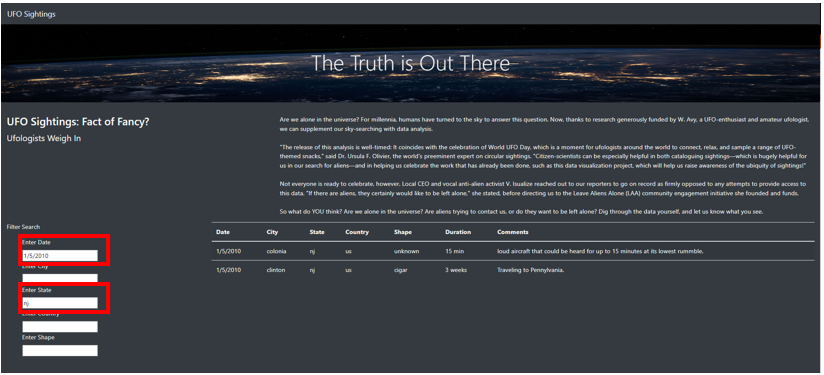 UFO Sightings
The Truth is Out There
UFO Sightings: Fact of Fancy?
Ufologists Weigh In
Are we alone in the universe? For millennia, humans have turned to the sky to answer this question. Now, thanks to research generously funded by W. Avy, a UFO-enthusiast and amateur ufologist,
we can supplement our sky-searching with data analysis.
"The release of this analysis is well-timed: It coincides with the celebration of World UFO Day, which is a moment for ufologists around the world to connect, relax, and sample a range of UFO-
themed snacks," said Dr. Ursula F. Olivier, the world's preeminent expert on circular sightings. "Citizen-scientists can be especially helpful in both cataloguing sightings—which is hugely helpful for
us in our search for aliens—and in helping us celebrate the work that has already been done, such as this data visualization project, which will help us raise awareness of the ubiquity of sightings!"
Not everyone is ready to celebrate, however. Local CEO and vocal anti-alien activist V. Isualize reached out to our reporters to go on record as firmly opposed to any attempts to provide access to
this data. "If there are aliens, they certainly would like to be left alone," she stated, before directing us to the Leave Aliens Alone (LAA) community engagement initiative she founded and funds.
So what do YOU think? Are we alone in the universe? Are aliens trying to contact us, or do they want to be left alone? Dig through the data yourself, and let us know what you see.
Filter Search
Enter Date
1/5/2010
Enter City
Enter State
nj
Enter Country
Enter Shape
Date City State Country Shape Duration Comments
1/5/2010 colonia nj us unknown 15 min loud aircraft that could be heard for up to 15 minutes at its lowest rummble.
1/5/2010 clinton nj us cigar 3 weeks Traveling to Pennsylvania.